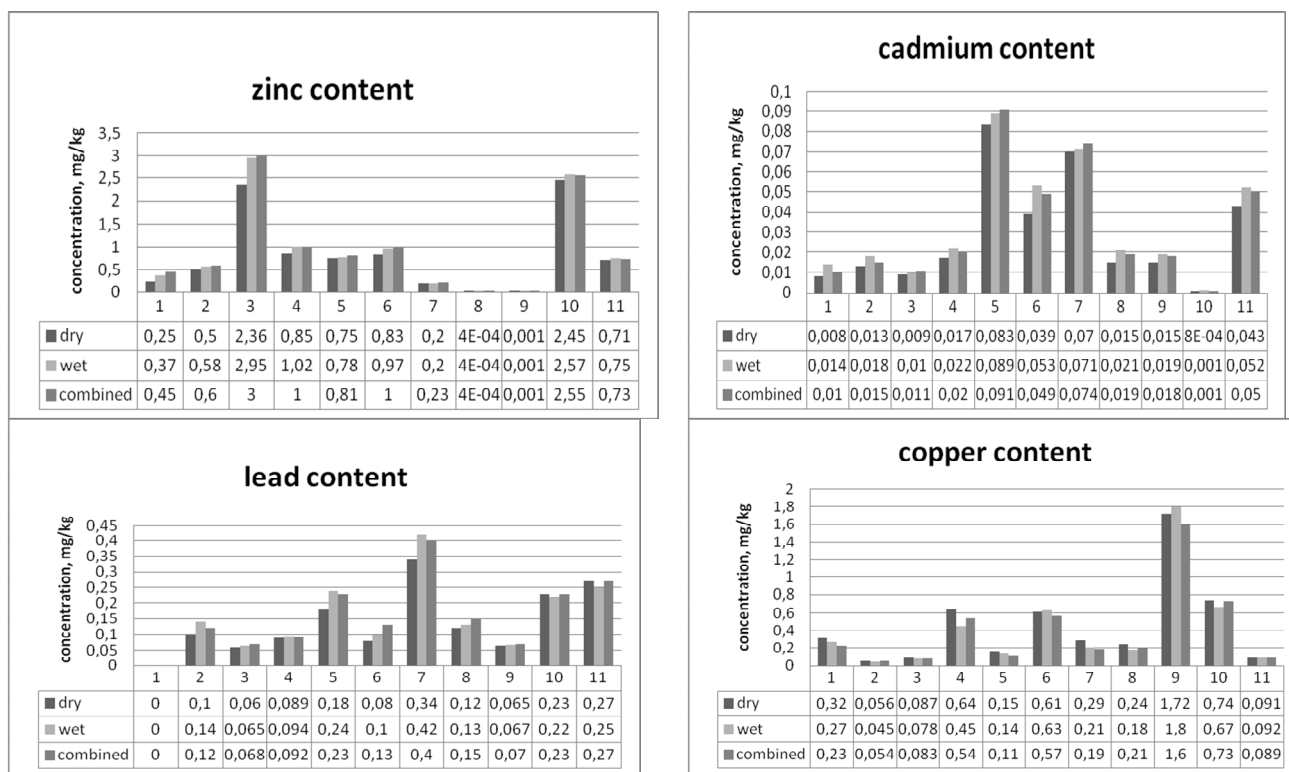 zinc content
concentration, mg/kg
3,5
3
2,5
2
1,5
1
0,5
0
1 2 3 4 5 6 7 8 9 10 11
dry 0,25 0,5 2,36 0,85 0,75 0,83 0,2 4E-04 0,001 2,45 0,71
wet 0,37 0,58 2,95 1,02 0,78 0,97 0,2 4E-04 0,001 2,57 0,75
combined 0,45 0,6 3 1 0,81 1 0,23 4E-04 0,001 2,55 0,73
cadmium content
concentration, mg/kg
0,1
0,09
0,08
0,07
0,06
0,05
0,04
0,03
0,02
0,01
0
1 2 3 4 5 6 7 8 9 10 11
dry 0,008 0,013 0,009 0,017 0,083 0,039 0,07 0,015 0,015 8E-04 0,043
wet 0,014 0,018 0,01 0,022 0,089 0,053 0,071 0,021 0,019 0,001 0,052
combined 0,01 0,015 0,011 0,02 0,091 0,049 0,074 0,019 0,018 0,001 0,05
lead content
concentration, mg/kg
0,45
0,4
0,35
0,3
0,25
0,2
0,15
0,1
0,05
0
1 2 3 4 5 6 7 8 9 10 11
dry 0 0,1 0,06 0,089 0,18 0,08 0,34 0,12 0,065 0,23 0,27
wet 0 0,14 0,065 0,094 0,24 0,1 0,42 0,13 0,067 0,22 0,25
combined 0 0,12 0,068 0,092 0,23 0,13 0,4 0,15 0,07 0,23 0,27
copper content
concentration, mg/kg
2
1,8
1,6
1,4
1,2
1
0,8
0,6
0,4
0,2
0
1 2 3 4 5 6 7 8 9 10 11
dry 0,32 0,056 0,087 0,64 0,15 0,61 0,29 0,24 1,72 0,74 0,091
wet 0,27 0,045 0,078 0,45 0,14 0,63 0,21 0,18 1,8 0,67 0,092
combined 0,23 0,054 0,083 0,54 0,11 0,57 0,19 0,21 1,6 0,73 0,089